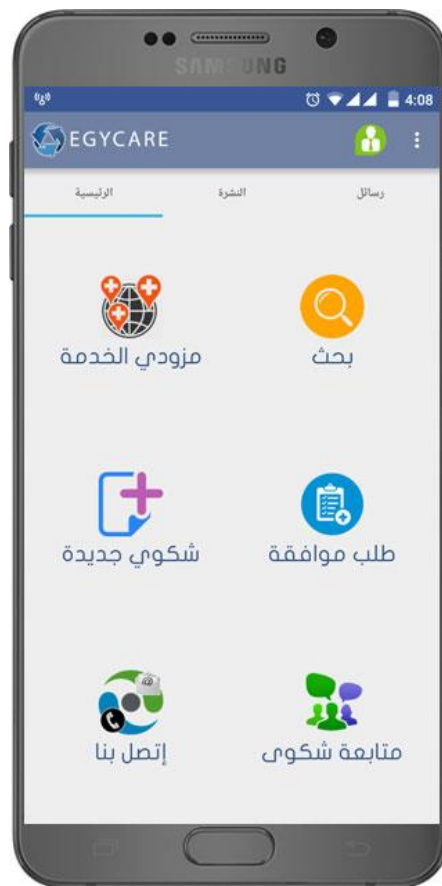 SAMSUNG
4:08
EGYCARE
الرئيسية
النشرة
رسائل
مزودي الخدمة
بحث
شكوي جديدة
طلب موافقة
إتصل بنا
متابعة شكوى